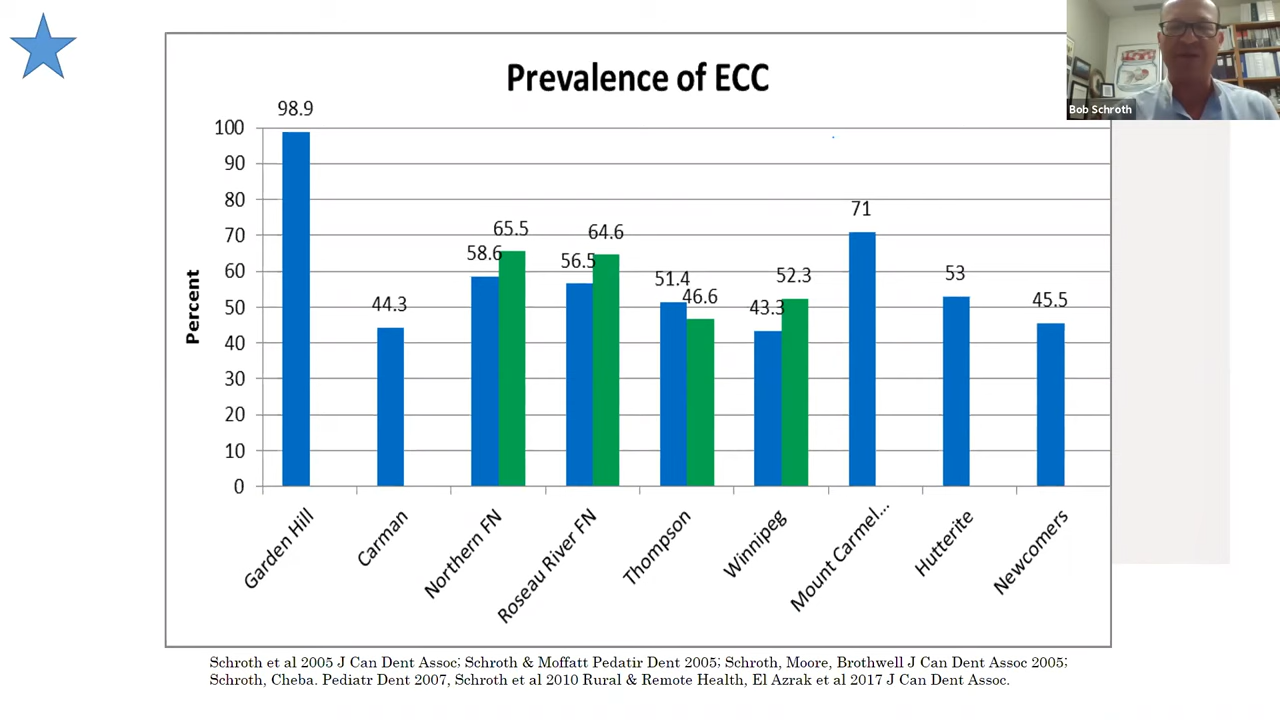 Prevalence of ECC
Bob Schroth
Percent
100
90
80
70
60
50
40
30
20
10
0
98.9
44.3
58.6
65.5
56.5
64.6
51.4
46.6
43.3
52.3
71
53
45.5
Garden Hill
Carman
Northern FN
Roseau River FN
Thompson
Winnipeg
Mount Carmel...
Hutterite
Newcomers
Schroth et al 2005 J Can Dent Assoc; Schroth & Moffatt Pedatir Dent 2005; Schroth, Moore, Brothwell J Can Dent Assoc 2005;
Schroth, Cheba. Pediatr Dent 2007, Schroth et al 2010 Rural & Remote Health, El Azrak et al 2017 J Can Dent Assoc.